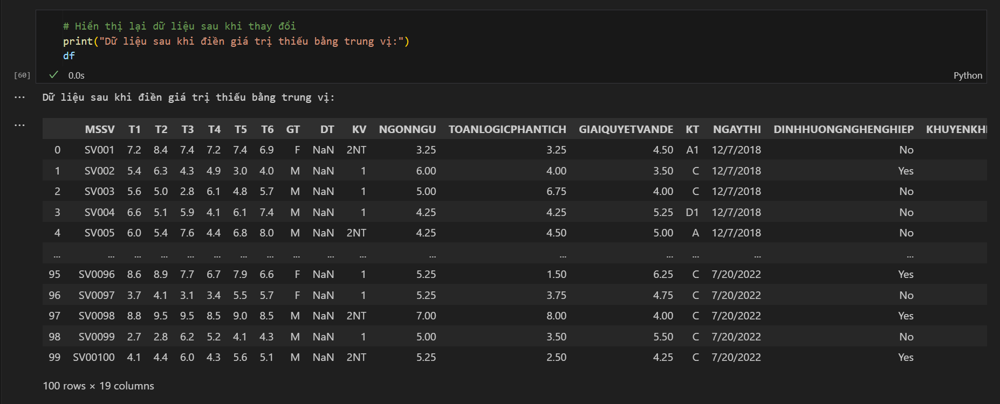 # Hiển thị lại dữ liệu sau khi thay đổi
print("Dữ liệu sau khi điền giá trị thiếu bằng trung vị:")
df
[60] 0.0s Python
... Dữ liệu sau khi điền giá trị thiếu bằng trung vị:
...
MSSV T1 T2 T3 T4 T5 T6 GT DT KV NGONNGU TOANLOGICPHANTICH GIAIQUYETVANDE KT NGAYTHI DINHHUONGNGHENGHIEP KHUYENKHI
0 SV001 7.2 8.4 7.4 7.2 7.4 6.9 F NaN 2NT 3.25 3.25 4.50 A1 12/7/2018 No
1 SV002 5.4 6.3 4.3 4.9 3.0 4.0 M NaN 1 6.00 4.00 3.50 C 12/7/2018 Yes
2 SV003 5.6 5.0 2.8 6.1 4.8 5.7 M NaN 1 5.00 6.75 4.00 C 12/7/2018 No
3 SV004 6.6 5.1 5.9 4.1 6.1 7.4 M NaN 1 4.25 4.25 5.25 D1 12/7/2018 No
4 SV005 6.0 5.4 7.6 4.4 6.8 8.0 M NaN 2NT 4.25 4.50 5.00 A 12/7/2018 No
... ... ... ... ... ... ... ... ... ... ... ... ... ... ... ... ...
95 SV0096 8.6 8.9 7.7 6.7 7.9 6.6 F NaN 1 5.25 1.50 6.25 C 7/20/2022 Yes
96 SV0097 3.7 4.1 3.1 3.4 5.5 5.7 F NaN 1 5.25 3.75 4.75 C 7/20/2022 No
97 SV0098 8.8 9.5 9.5 8.5 9.0 8.5 M NaN 2NT 7.00 8.00 4.00 C 7/20/2022 Yes
98 SV0099 2.7 2.8 6.2 5.2 4.1 4.3 M NaN 1 5.00 3.50 5.50 C 7/20/2022 No
99 SV00100 4.1 4.4 6.0 4.3 5.6 5.1 M NaN 2NT 5.25 2.50 4.25 C 7/20/2022 Yes
100 rows × 19 columns